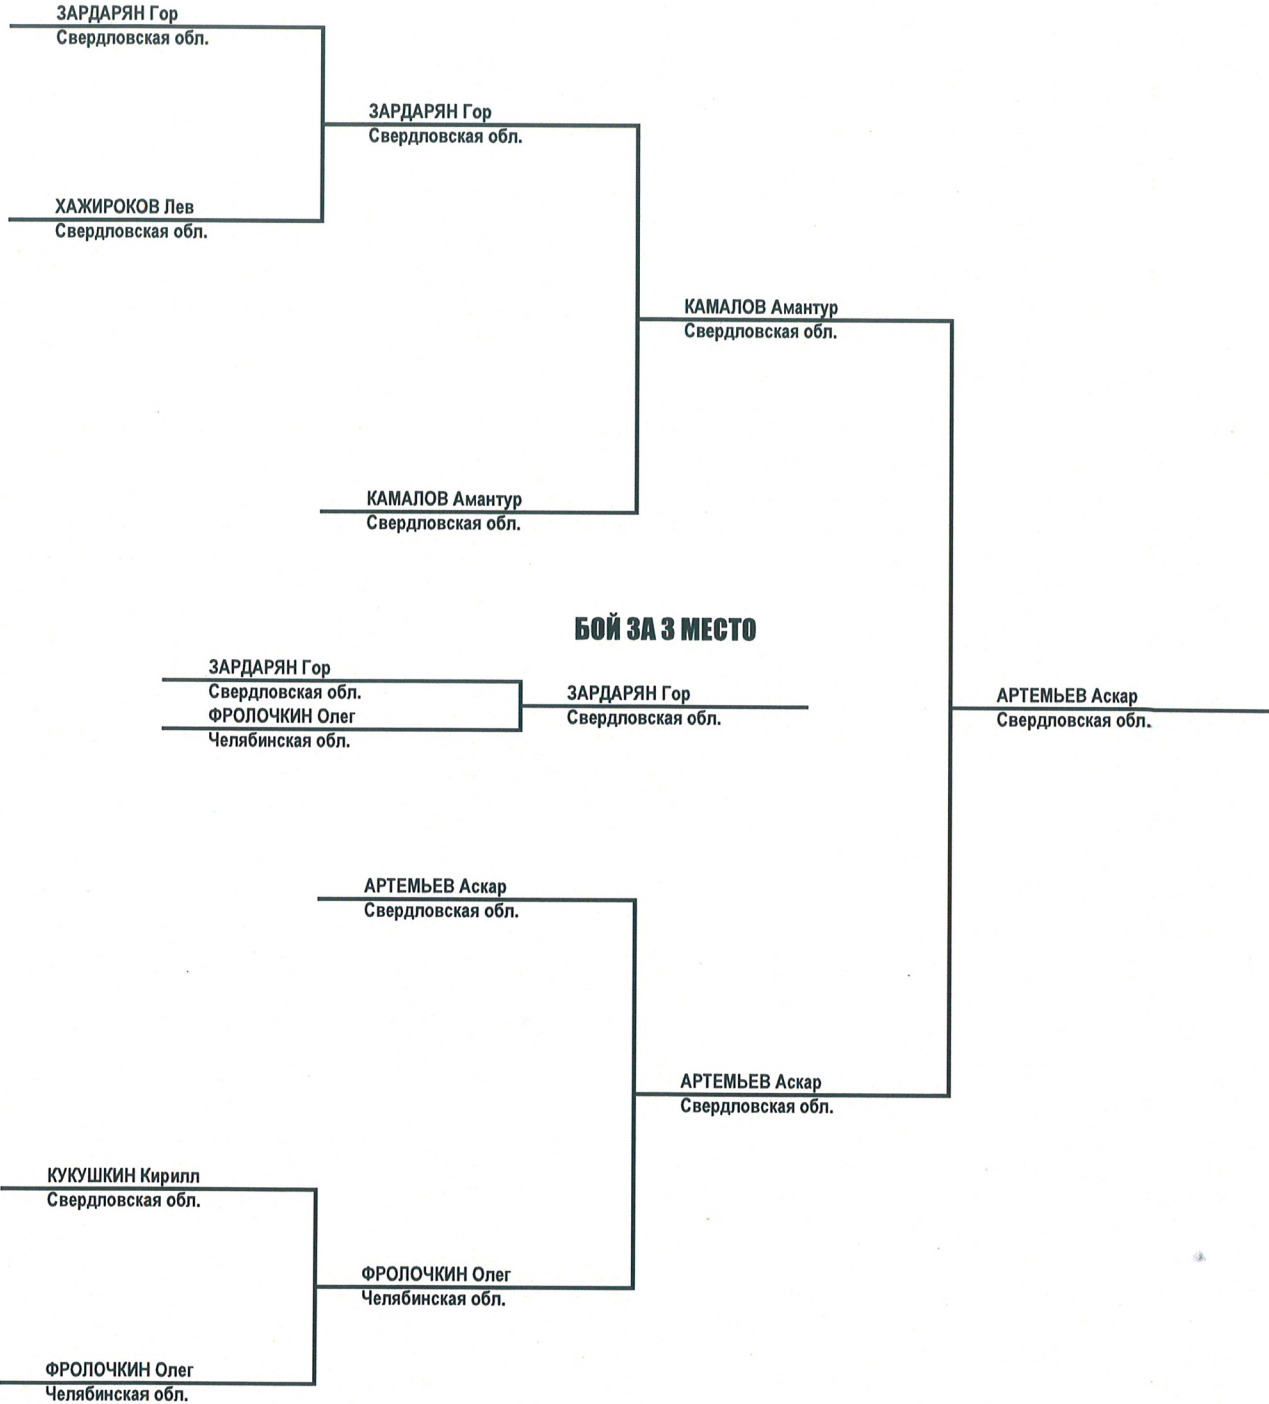 ЗАРДАРЯН Гор
Свердловская обл.
ЗАРДАРЯН Гор
Свердловская обл.
ХАЖИРОКОВ Лев
Свердловская обл.
КАМАЛОВ Амантур
Свердловская обл.
КАМАЛОВ Амантур
Свердловская обл.
БОЙ ЗА 3 МЕСТО
ЗАРДАРЯН Гор
Свердловская обл.
ФРОЛОЧКИН Олег
Челябинская обл.
ЗАРДАРЯН Гор
Свердловская обл.
АРТЕМЬЕВ Аскар
Свердловская обл.
АРТЕМЬЕВ Аскар
Свердловская обл.
АРТЕМЬЕВ Аскар
Свердловская обл.
КУКУШКИН Кирилл
Свердловская обл.
ФРОЛОЧКИН Олег
Челябинская обл.
ФРОЛОЧКИН Олег
Челябинская обл.